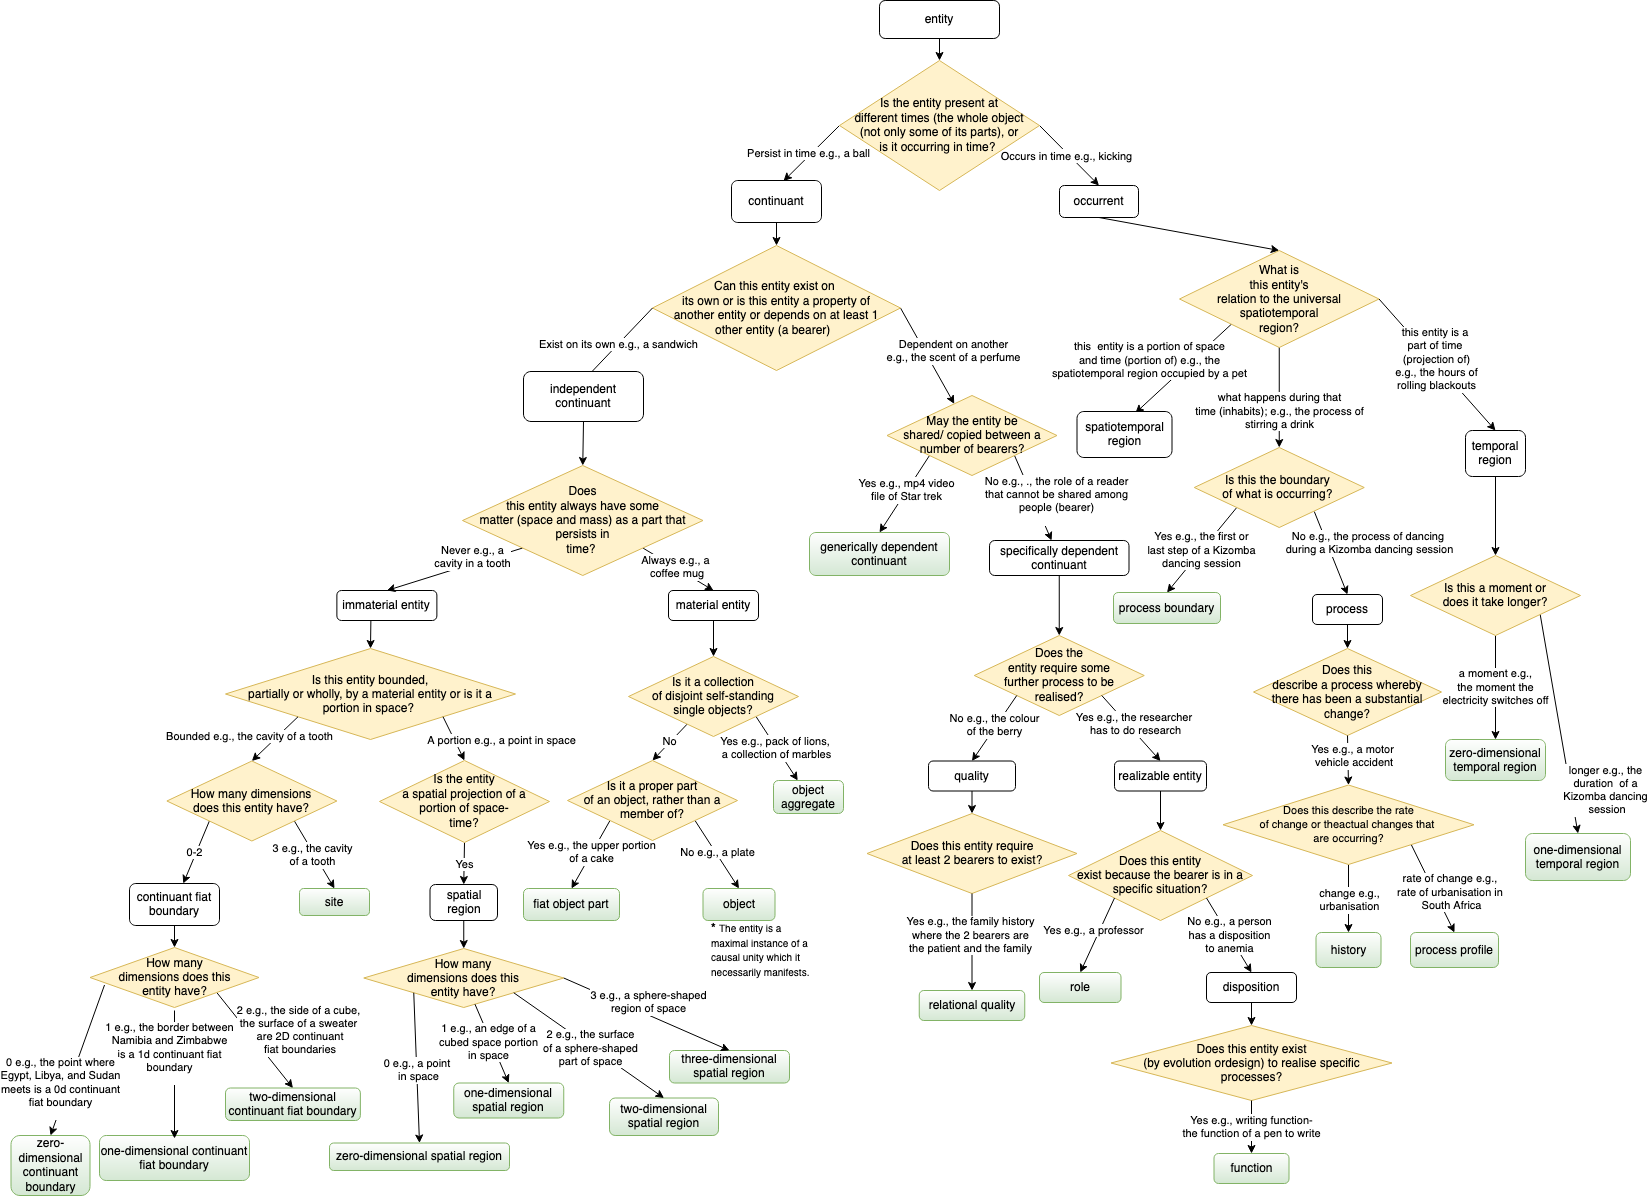 entity
Is the entity present at
different times (the whole object
(not only some of its parts), or
is it occurring in time?
Persist in time e.g., a ball
Occurs in time e.g., kicking
continuant
occurrent
Can this entity exist on
its own or is this entity a property of
another entity or depends on at least 1
other entity (a bearer)
What is
this entity's
relation to the universal
spatiotemporal
region?
Exist on its own e.g., a sandwich
Dependent on another
e.g., the scent of a perfume
this  entity is a portion of space
and time (portion of) e.g., the
spatiotemporal region occupied by a pet
what happens during that
time (inhabits); e.g., the process of
stirring a drink
this entity is a
part of time
(projection of)
e.g., the hours of
rolling blackouts
independent
continuant
May the entity be
shared/ copied between a
number of bearers?
spatiotemporal
region
temporal
region
Does
this entity always have some
matter (space and mass) as a part that
persists in
time?
Yes e.g., mp4 video
file of Star trek
No e.g., ., the role of a reader
that cannot be shared among
people (bearer)
Is this the boundary
of what is occurring?
Never e.g., a
cavity in a tooth
Always e.g., a
coffee mug
generically dependent
continuant
specifically dependent
continuant
Yes e.g., the first or
last step of a Kizomba
dancing session
No e.g., the process of dancing
during a Kizomba dancing session
Is this a moment or
does it take longer?
immaterial entity
material entity
process boundary
process
Is this entity bounded,
partially or wholly, by a material entity or is it a
portion in space?
Is it a collection
of disjoint self-standing
single objects?
Does the
entity require some
further process to be
realised?
Does this
describe a process whereby
there has been a substantial
change?
a moment e.g.,
the moment the
electricity switches off
Bounded e.g., the cavity of a tooth
A portion e.g., a point in space
No
Yes e.g., pack of lions,
a collection of marbles
No e.g., the colour
of the berry
Yes e.g., the researcher
has to do research
Yes e.g., a motor
vehicle accident
zero-dimensional
temporal region
longer e.g., the
duration  of a
Kizomba dancing
session
How many dimensions
does this entity have?
Is the entity
a spatial projection of a
portion of space-
time?
Is it a proper part
of an object, rather than a
member of?
object
aggregate
quality
realizable entity
Does this describe the rate
of change or theactual changes that
are occurring?
0-2
3 e.g., the cavity
of a tooth
Yes
Yes e.g., the upper portion
of a cake
No e.g., a plate
Does this entity require
at least 2 bearers to exist?
Does this entity
exist because the bearer is in a
specific situation?
one-dimensional
temporal region
continuant fiat
boundary
site
spatial
region
fiat object part
object
* The entity is a
maximal instance of a
causal unity which it
necessarily manifests.
change e.g.,
urbanisation
rate of change e.g.,
rate of urbanisation in
South Africa
Yes e.g., the family history
where the 2 bearers are
the patient and the family
Yes e.g., a professor
No e.g., a person
has a disposition
to anemia
history
process profile
How many
dimensions does this
entity have?
How many
dimensions does this
entity have?
relational quality
role
disposition
0 e.g., the point where
Egypt, Libya, and Sudan
meets is a 0d continuant
fiat boundary
1 e.g., the border between
Namibia and Zimbabwe
is a 1d continuant fiat
boundary
2 e.g., the side of a cube,
the surface of a sweater
are 2D continuant
fiat boundaries
0 e.g., a point
in space
1 e.g., an edge of a
cubed space portion
in space
2 e.g., the surface
of a sphere-shaped
part of space
3 e.g., a sphere-shaped
region of space
Does this entity exist
(by evolution ordesign) to realise specific
processes?
two-dimensional
continuant fiat boundary
one-dimensional
spatial region
three-dimensional
spatial region
two-dimensional
spatial region
Yes e.g., writing function-
the function of a pen to write
zero-
dimensional
continuant
boundary
one-dimensional continuant
fiat boundary
zero-dimensional spatial region
function